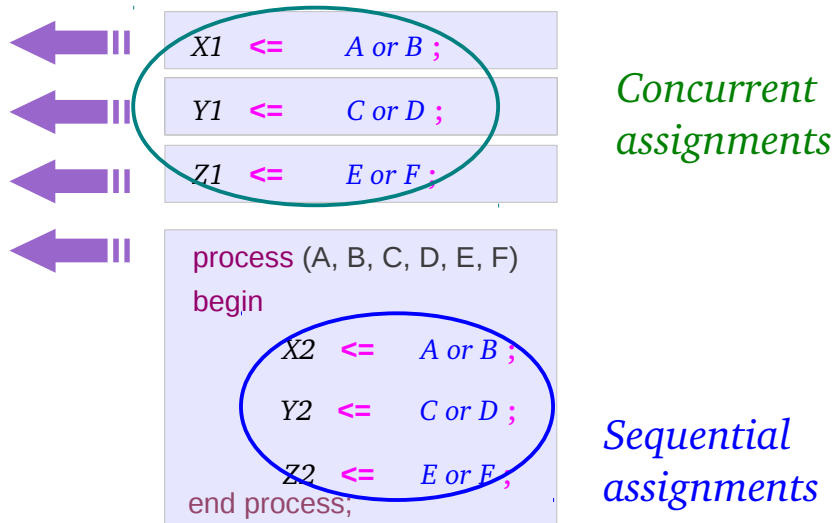 X1 <= A or B ;
Y1 <= C or D ;
Z1 <= E or F ;
Concurrent
assignments
process (A, B, C, D, E, F)
begin
X2 <= A or B ;
Y2 <= C or D ;
Z2 <= E or F ;
end process;
Sequential
assignments